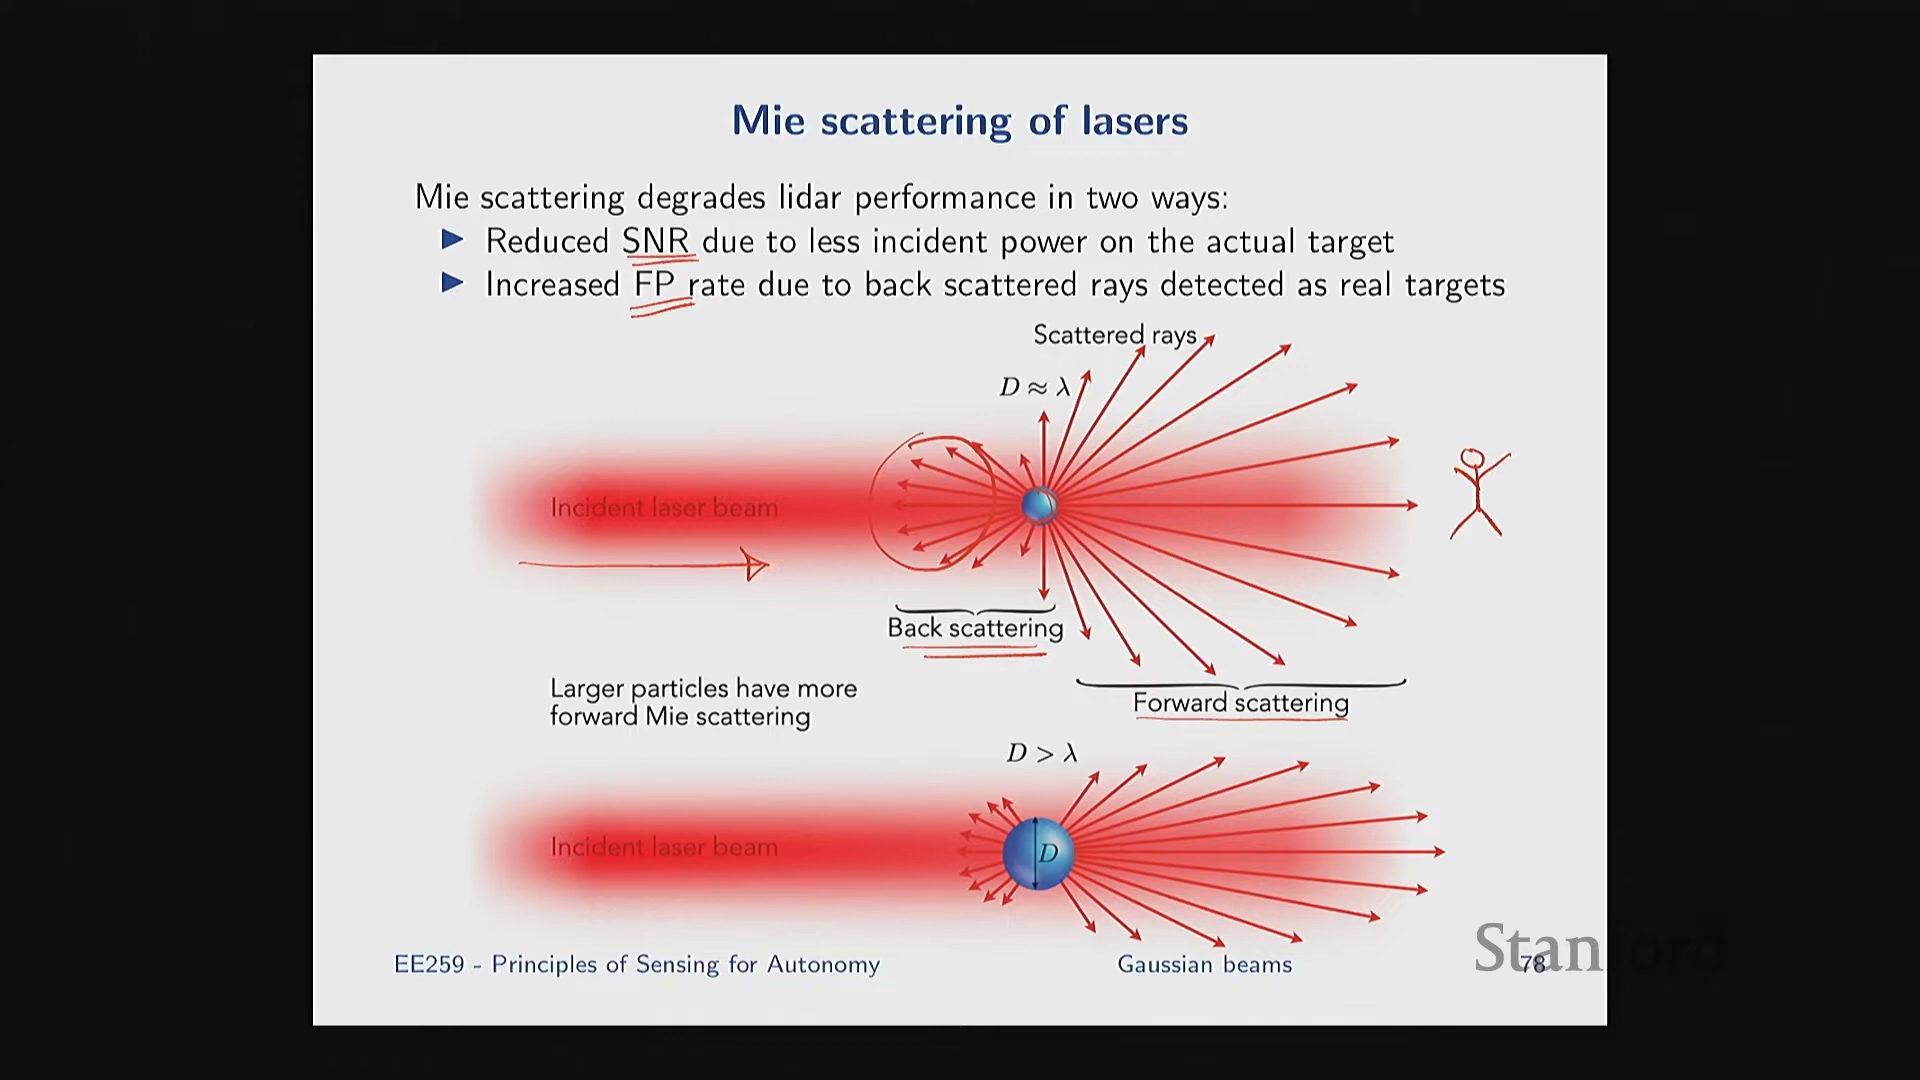 Mie scattering of lasers
Mie scattering degrades lidar performance in two ways:
▶ Reduced SNR due to less incident power on the actual target
▶ Increased FP rate due to back scattered rays detected as real targets
Scattered rays
D ≈ λ
Incident laser beam
Back scattering
Forward scattering
Larger particles have more
forward Mie scattering
D > λ
Incident laser beam
D
EE259 - Principles of Sensing for Autonomy
Gaussian beams
78
Stanford